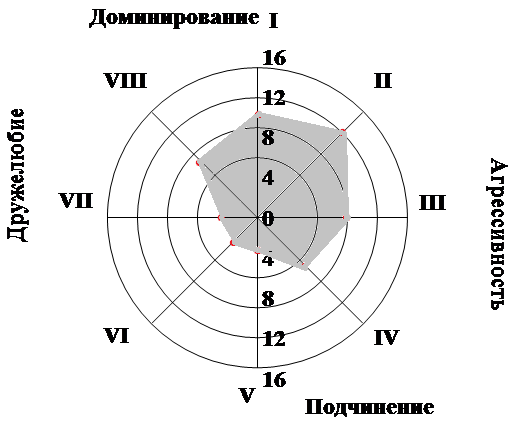 Доминирование I
16
VIII
II
12
8
4
Дружелюбие
VII
0
III
Агрессивность
4
8
VI
12
IV
16
V
Подчинение